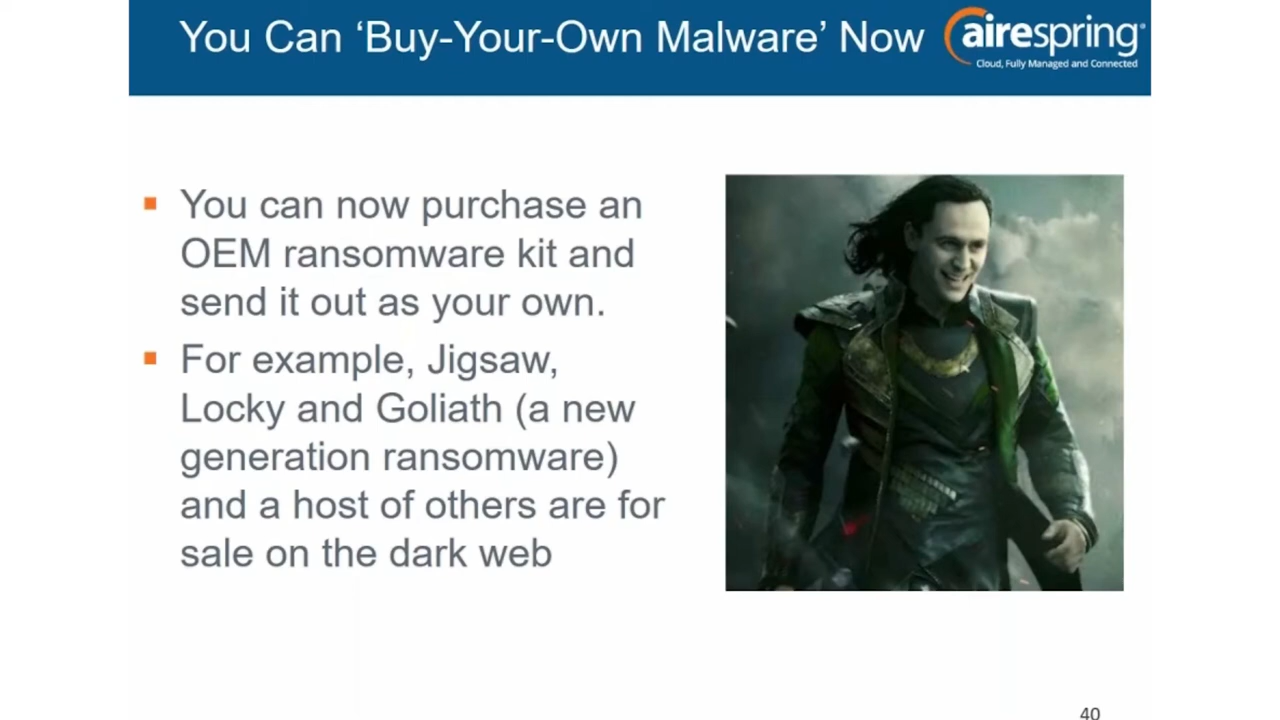 You Can ‘Buy-Your-Own Malware’ Now
airespring®
Cloud, Fully Managed and Connected
You can now purchase an
OEM ransomware kit and
send it out as your own.
For example, Jigsaw,
Locky and Goliath (a new
generation ransomware)
and a host of others are for
sale on the dark web
40